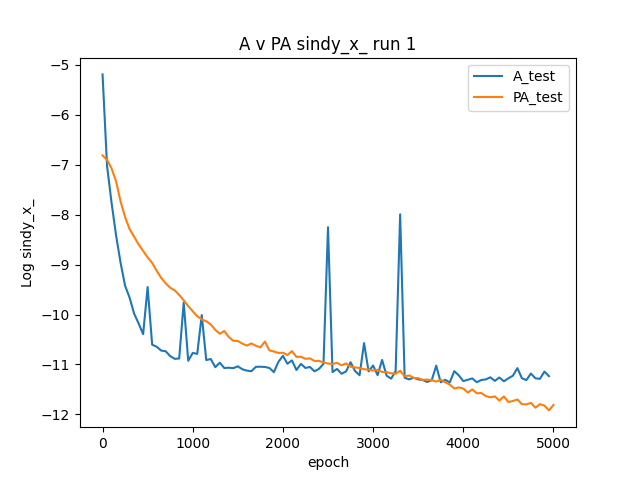 A v PA sindy_x_ run 1
A_test
PA_test
Log sindy_x_
−5
−6
−7
−8
−9
−10
−11
−12
0
1000
2000
3000
4000
5000
epoch